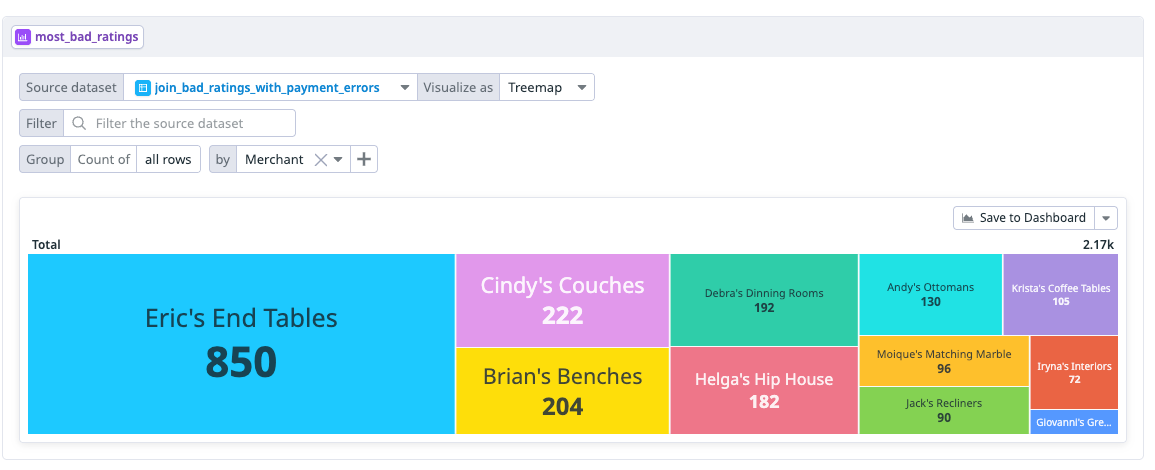 most_bad_ratings
Source dataset join_bad_ratings_with_payment_errors Visualize as Treemap
Filter Filter the source dataset
Group Count of all rows by Merchant
Save to Dashboard
Total 2.17k
Eric's End Tables
850
Cindy's Couches
222
Brian's Benches
204
Debra's Dinning Rooms
192
Helga's Hip House
182
Andy's Ottomans
130
Krista's Coffee Tables
105
Moique's Matching Marble
96
Jack's Recliners
90
Iryna's Interiors
72
Giovanni's Gre...